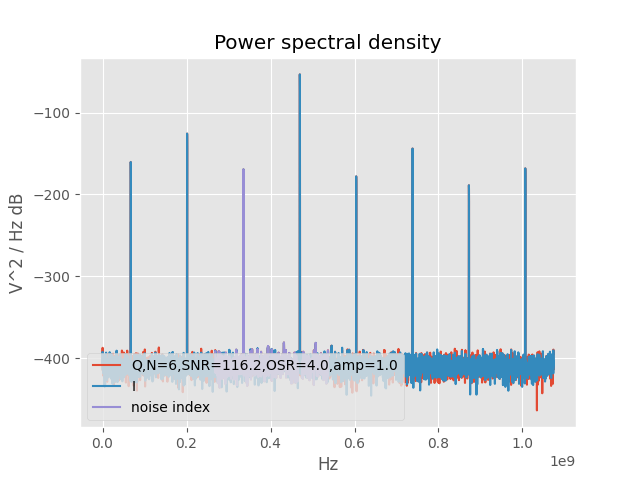 Power spectral density
V^2 / Hz dB
−100
−200
−300
−400
Q,N=6,SNR=116.2,OSR=4.0,amp=1.0
I
noise index
0.0 0.2 0.4 0.6 0.8 1.0
1e9
Hz